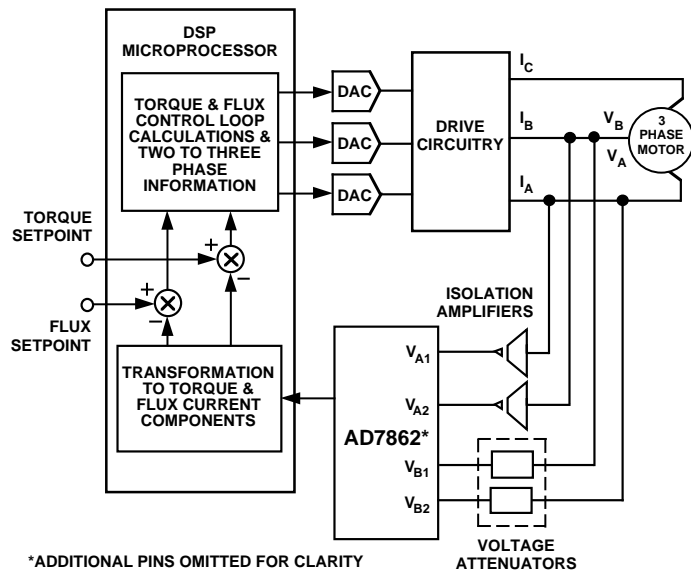 DSP
MICROPROCESSOR
TORQUE & FLUX
CONTROL LOOP
CALCULATIONS &
TWO TO THREE
PHASE
INFORMATION
DAC
DAC
DAC
DRIVE
CIRCUITRY
I_C
I_B
I_A
V_B
V_A
3
PHASE
MOTOR
TORQUE
SETPOINT
FLUX
SETPOINT
+
−
+
−
TRANSFORMATION
TO TORQUE &
FLUX CURRENT
COMPONENTS
ISOLATION
AMPLIFIERS
V_A1
V_A2
AD7862*
V_B1
V_B2
VOLTAGE
ATTENUATORS
*ADDITIONAL PINS OMITTED FOR CLARITY